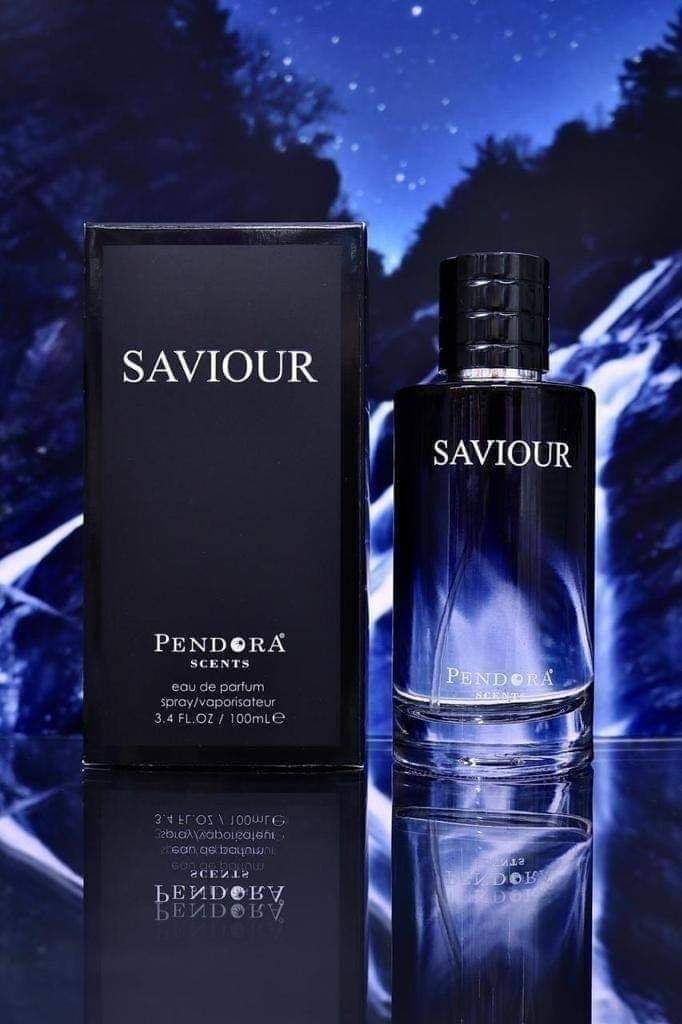 SAVIOUR
PENDORA®
SCENTS
eau de parfum
spray/vaporisateur
3.4 FL.OZ / 100mL℮
SAVIOUR
PENDORA®
SCENTS